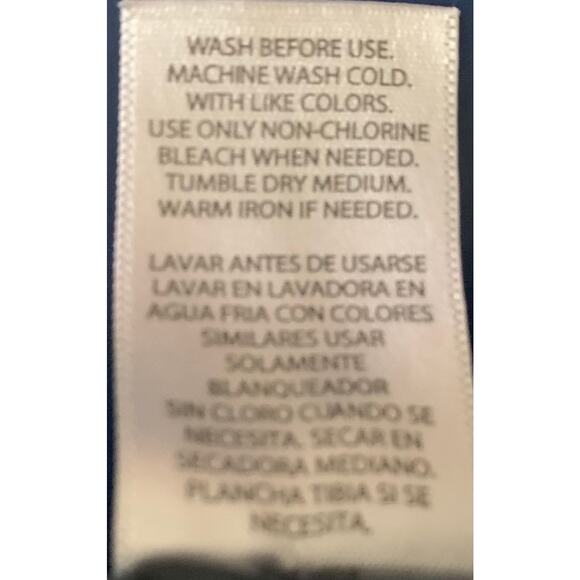 WASH BEFORE USE.
MACHINE WASH COLD.
WITH LIKE COLORS.
USE ONLY NON-CHLORINE
BLEACH WHEN NEEDED.
TUMBLE DRY MEDIUM.
WARM IRON IF NEEDED.
LAVAR ANTES DE USARSE
LAVAR EN LAVADORA EN
AGUA FRIA CON COLORES
SIMILARES USAR
SOLAMENTE
BLANQUEADOR
SIN CLORO CUANDO SE
NECESITA. SECAR EN
SECADORA MEDIANO.
PLANCHA TIBIA SI SE
NECESITA.